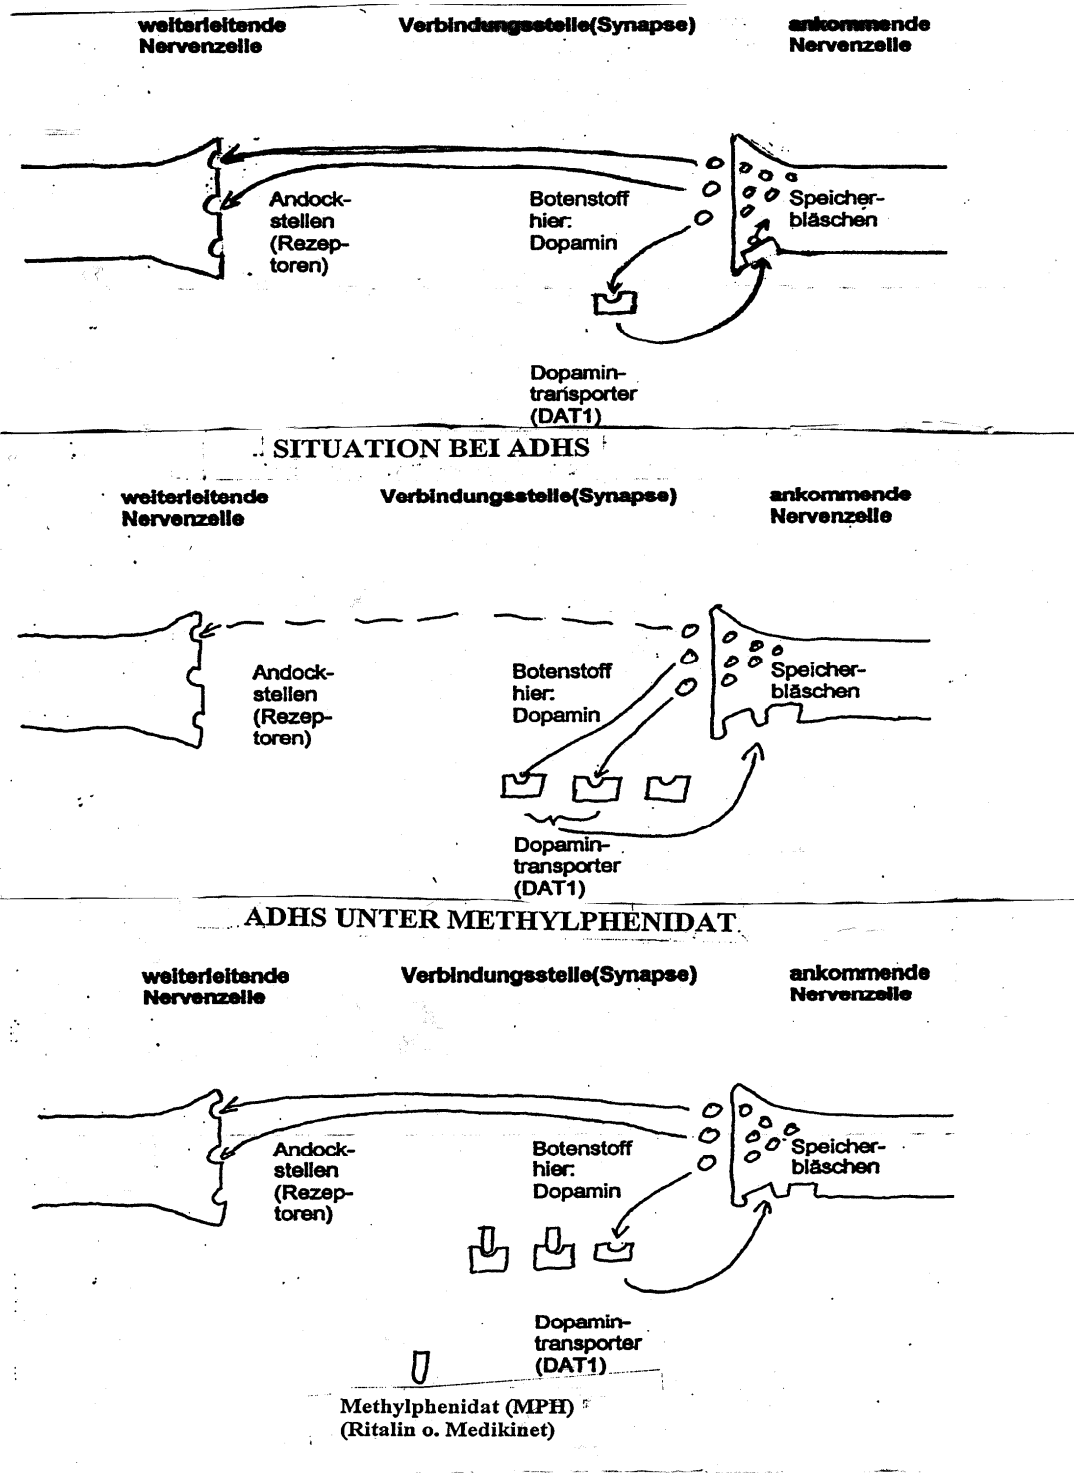 weiterleitende Nervenzelle
Verbindungsstelle(Synapse)
ankommende Nervenzelle
Andock-
stellen
(Rezep-
toren)
Botenstoff
hier:
Dopamin
Speicher-
bläschen
Dopamin-
transporter
(DAT1)
SITUATION BEI ADHS
weiterleitende
Nervenzelle
Verbindungsstelle(Synapse)
ankommende
Nervenzelle
Andock-
stellen
(Rezep-
toren)
Botenstoff
hier:
Dopamin
Speicher-
bläschen
Dopamin-
transporter
(DAT1)
ADHS UNTER METHYLPHENIDAT
weiterleitende
Nervenzelle
Verbindungsstelle(Synapse)
ankommende
Nervenzelle
Andock-
stellen
(Rezep-
toren)
Botenstoff
hier:
Dopamin
Speicher-
bläschen
Dopamin-
transporter
(DAT1)
Methylphenidat (MPH)
(Ritalin o. Medikinet)